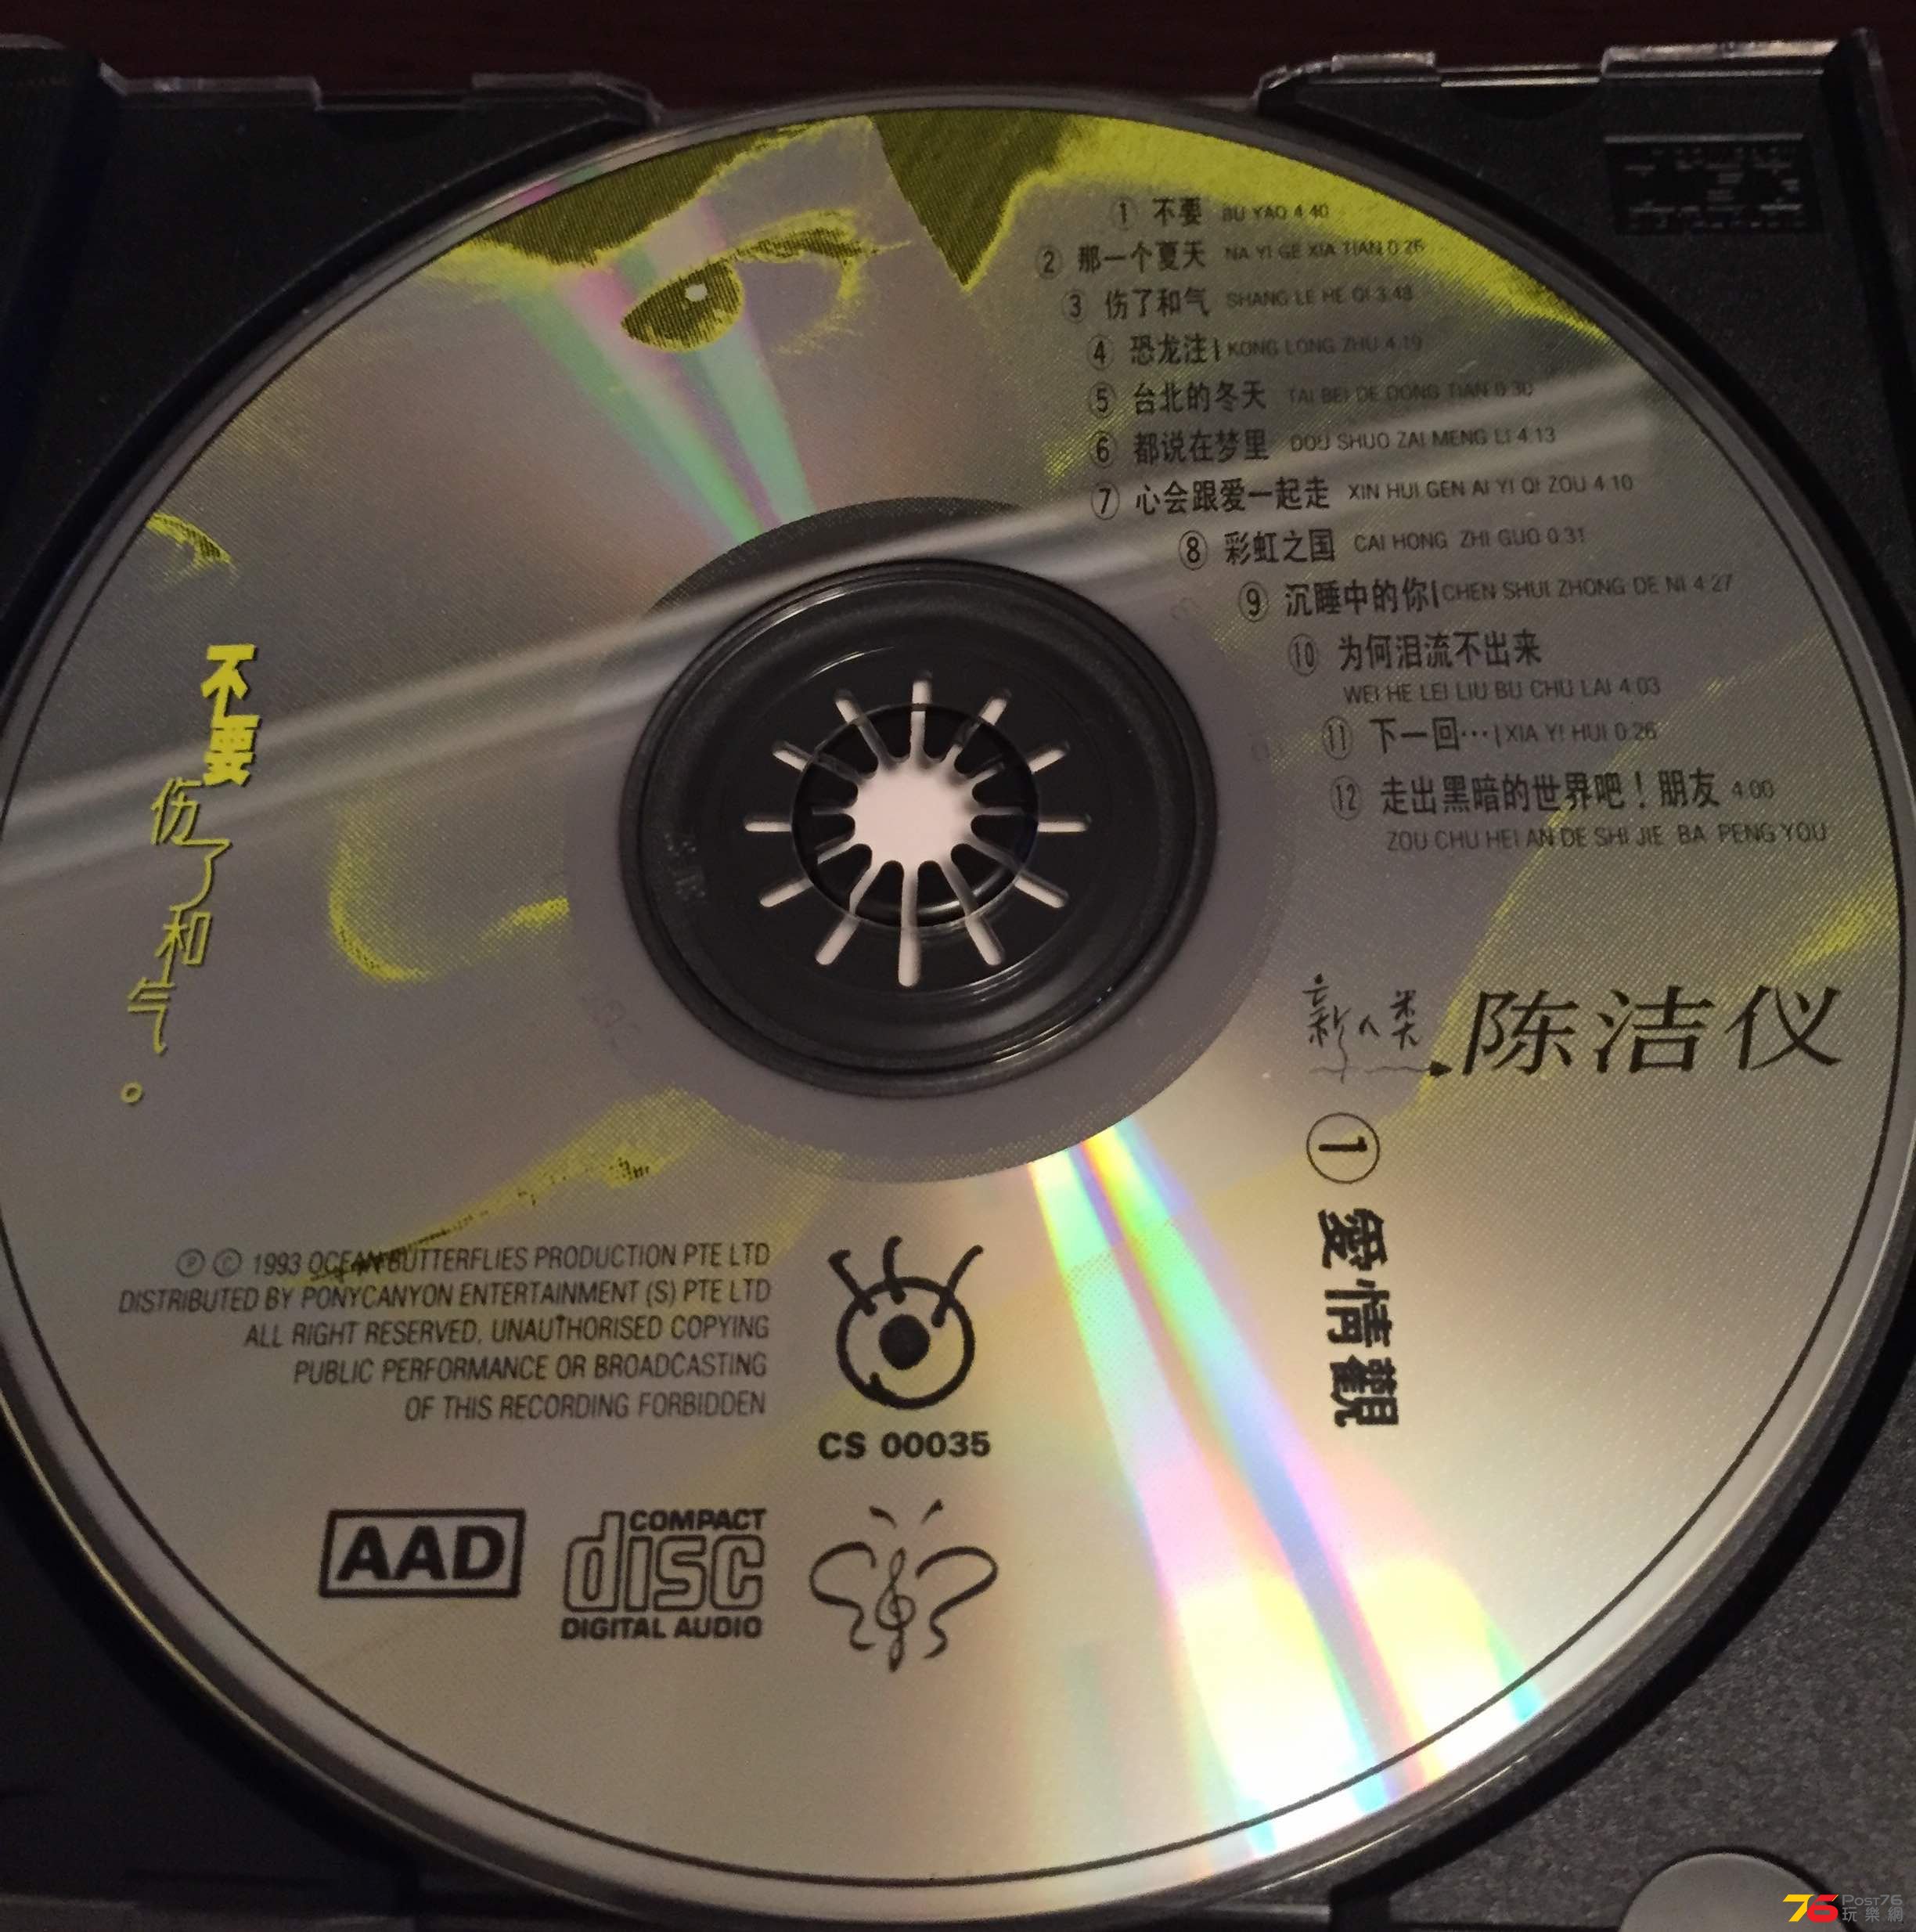 ① 不要 BU YAO 4:40
② 那一个夏天 NA YI GE XIA TIAN 0:26
③ 伤了和气 SHANG LE HE QI 3:48
④ 恐龙注| KONG LONG ZHU 4:19
⑤ 台北的冬天 TAI BEI DE DONG TIAN 0:30
⑥ 都说在梦里 DOU SHUO ZAI MENG LI 4:13
⑦ 心会跟爱一起走 XIN HUI GEN AI YI QI ZOU 4:10
⑧ 彩虹之国 CAI HONG ZHI GUO 0:31
⑨ 沉睡中的你| CHEN SHUI ZHONG DE NI 4:27
⑩ 为何泪流不出来
WEI HE LEI LIU BU CHU LAI 4:03
⑪ 下一回…| XIA YI HUI 0:26
⑫ 走出黑暗的世界吧！朋友 4:00
ZOU CHU HEI AN DE SHI JIE BA PENG YOU
不要
伤了和气。
新人类 陈洁仪
① 愛情觀
Ⓟ Ⓒ 1993 OCEAN BUTTERFLIES PRODUCTION PTE LTD
DISTRIBUTED BY PONYCANYON ENTERTAINMENT (S) PTE LTD
ALL RIGHT RESERVED. UNAUTHORISED COPYING
PUBLIC PERFORMANCE OR BROADCASTING
OF THIS RECORDING FORBIDDEN
CS 00035
AAD
COMPACT
disc
DIGITAL AUDIO
76 POST76
玩樂網